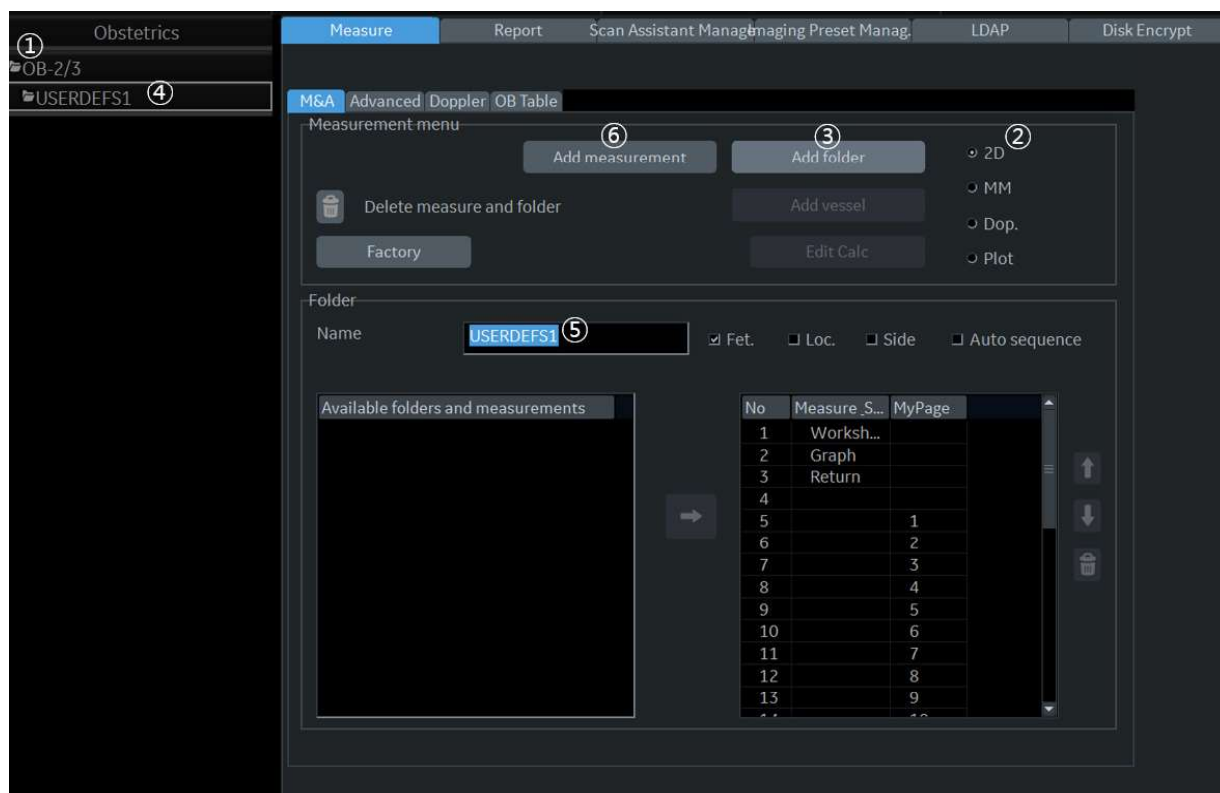 Obstetrics
①
OB-2/3
USERDEFS1 ④
Measure Report Scan Assistant Manag Imaging Preset Manag. LDAP Disk Encrypt
M&A Advanced Doppler OB Table
Measurement menu
⑥ ③ ②
Add measurement Add folder 2D
MM
Delete measure and folder Add vessel
Dop.
Factory Edit Calc Plot
Folder
Name USERDEFS1 ⑤ Fet. Loc. Side Auto sequence
Available folders and measurements
No Measure_S... MyPage
1 Worksh...
2 Graph
3 Return
4
5 1
6 2
7 3
8 4
9 5
10 6
11 7
12 8
13 9